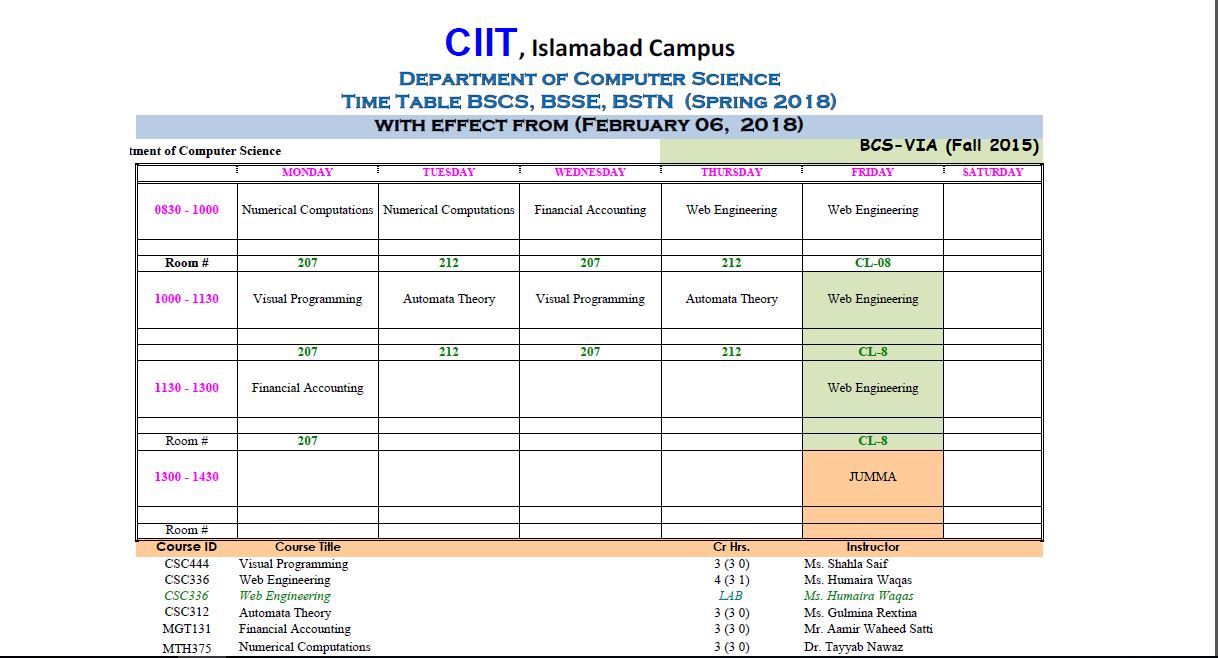 CIIT, Islamabad Campus
DEPARTMENT OF COMPUTER SCIENCE
TIME TABLE BSCS, BSSE, BSTN (SPRING 2018)
WITH EFFECT FROM (FEBRUARY 06, 2018)
tment of Computer Science BCS-VIA (Fall 2015)
MONDAY TUESDAY WEDNESDAY THURSDAY FRIDAY SATURDAY
0830 - 1000 Numerical Computations Numerical Computations Financial Accounting Web Engineering Web Engineering
Room # 207 212 207 212 CL-08
1000 - 1130 Visual Programming Automata Theory Visual Programming Automata Theory Web Engineering
207 212 207 212 CL-8
1130 - 1300 Financial Accounting Web Engineering
Room # 207 CL-8
1300 - 1430 JUMMA
Room #
Course ID Course Title Cr Hrs. Instructor
CSC444 Visual Programming 3 (3 0) Ms. Shahla Saif
CSC336 Web Engineering 4 (3 1) Ms. Humaira Waqas
CSC336 Web Engineering LAB Ms. Humaira Waqas
CSC312 Automata Theory 3 (3 0) Ms. Gulmina Rextina
MGT131 Financial Accounting 3 (3 0) Mr. Aamir Waheed Satti
MTH375 Numerical Computations 3 (3 0) Dr. Tayyab Nawaz